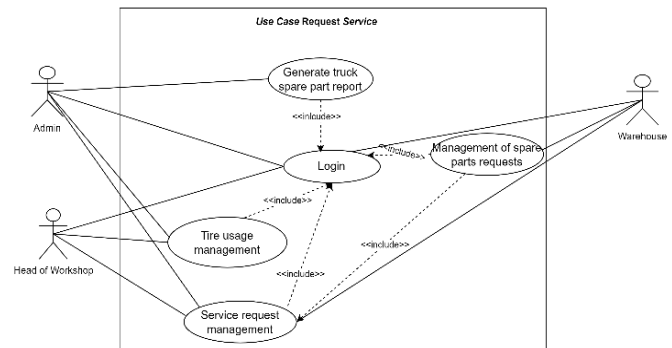 Use Case Request Service
Generate truck
spare part report
<<inlcude>>
Admin
Warehouse
Login
<<include>>
Management of spare
parts requests
<<include>>
Tire usage
management
<<include>>
Head of Workshop
<<include>>
Service request
management